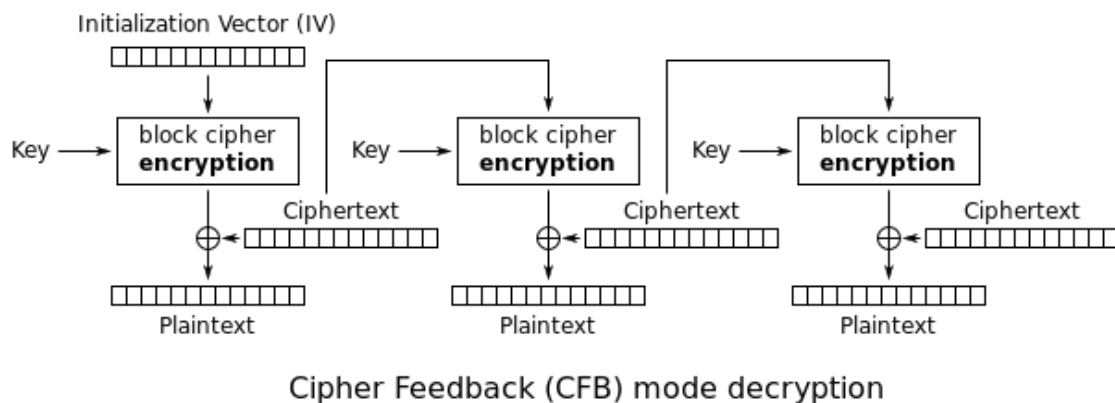 Initialization Vector (IV)
Key
block cipher
encryption
Key
block cipher
encryption
Key
block cipher
encryption
Ciphertext
Ciphertext
Ciphertext
Plaintext
Plaintext
Plaintext
Cipher Feedback (CFB) mode decryption